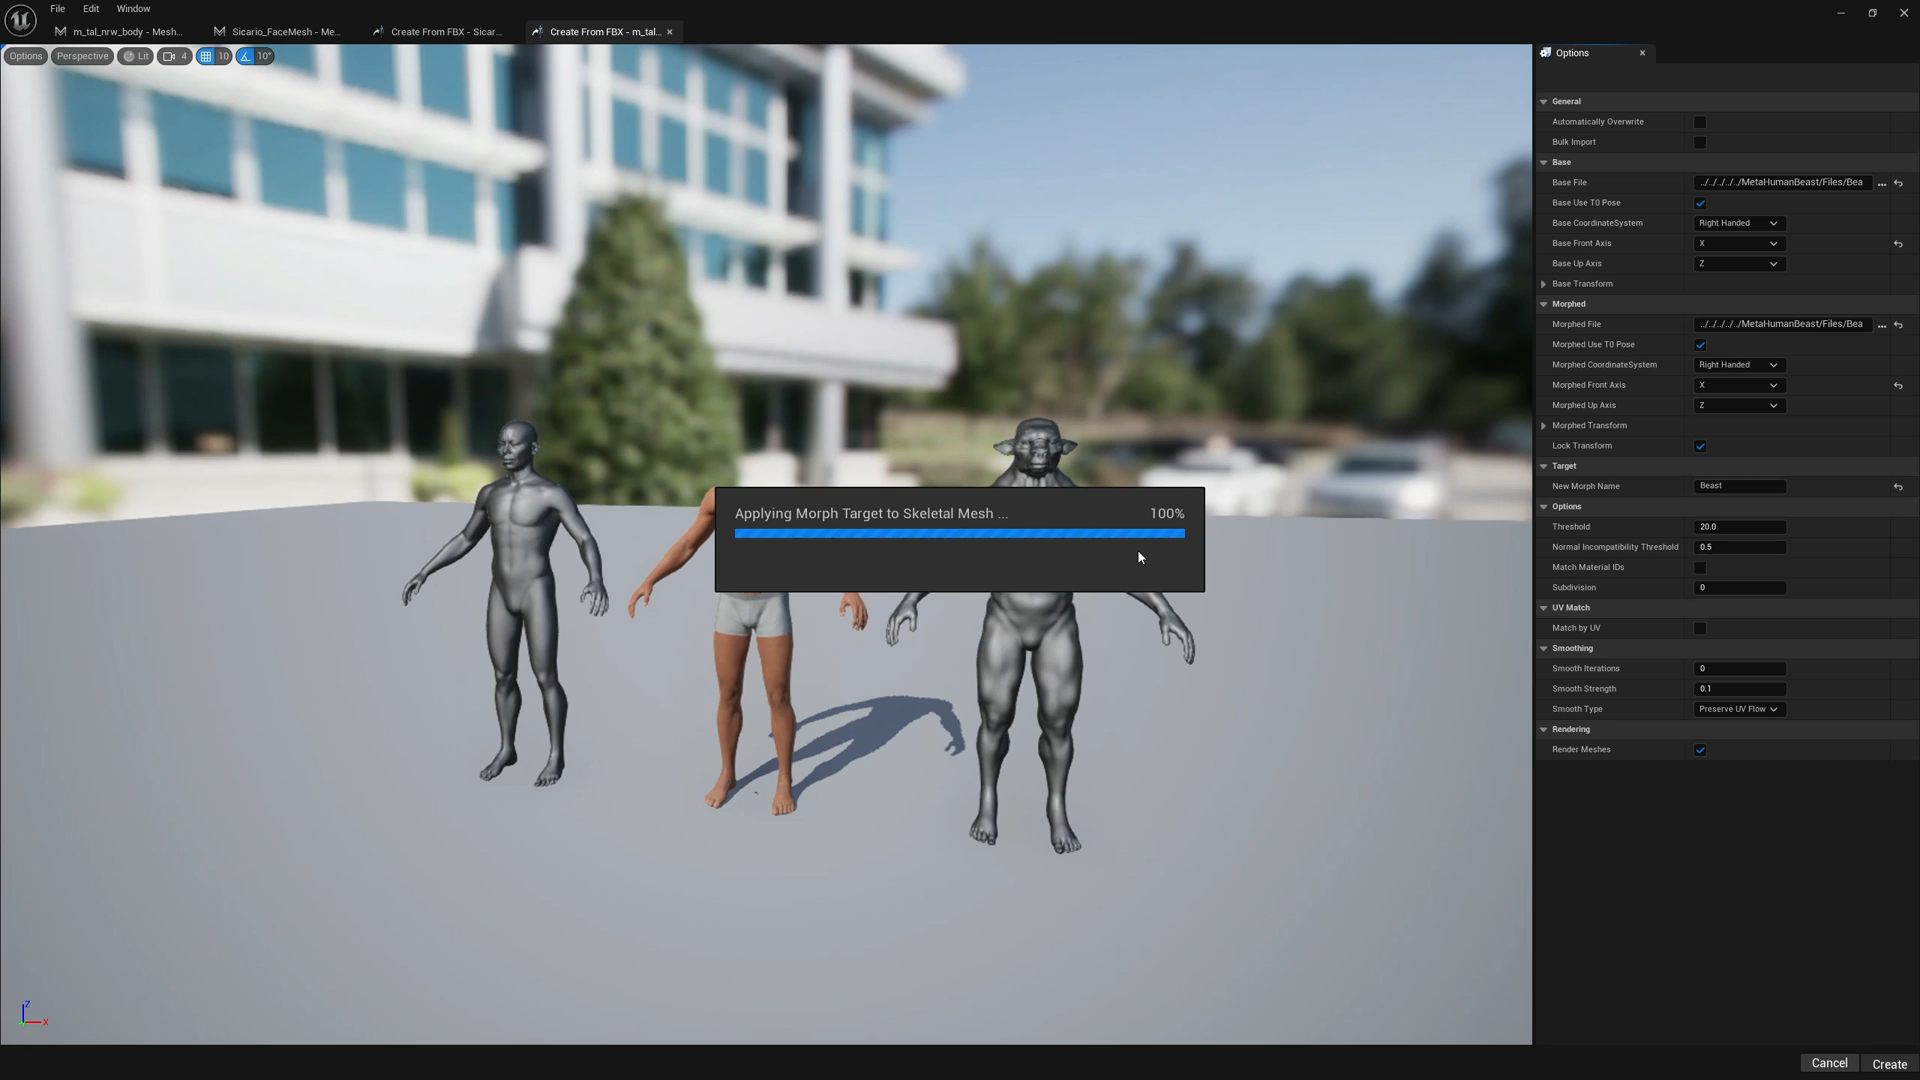 File Edit Window
m_tal_nrw_body - Mesh...
Sicario_FaceMesh - Me...
Create From FBX - Sicar...
Create From FBX - m_tal...
Options
Perspective
Lit
4
10
10°
Options
General
Automatically Overwrite
Bulk Import
Base
Base File ../../../../../MetaHumanBeast/Files/Bea
Base Use T0 Pose
Base CoordinateSystem Right Handed
Base Front Axis X
Base Up Axis Z
Base Transform
Morphed
Morphed File ../../../../../MetaHumanBeast/Files/Bea
Morphed Use T0 Pose
Morphed CoordinateSystem Right Handed
Morphed Front Axis X
Morphed Up Axis Z
Morphed Transform
Lock Transform
Target
New Morph Name Beast
Options
Threshold 20.0
Normal Incompatibility Threshold 0.5
Match Material IDs
Subdivision 0
UV Match
Match by UV
Smoothing
Smooth Iterations 0
Smooth Strength 0.1
Smooth Type Preserve UV Flow
Rendering
Render Meshes
Applying Morph Target to Skeletal Mesh ... 100%
Z
X
Cancel Create